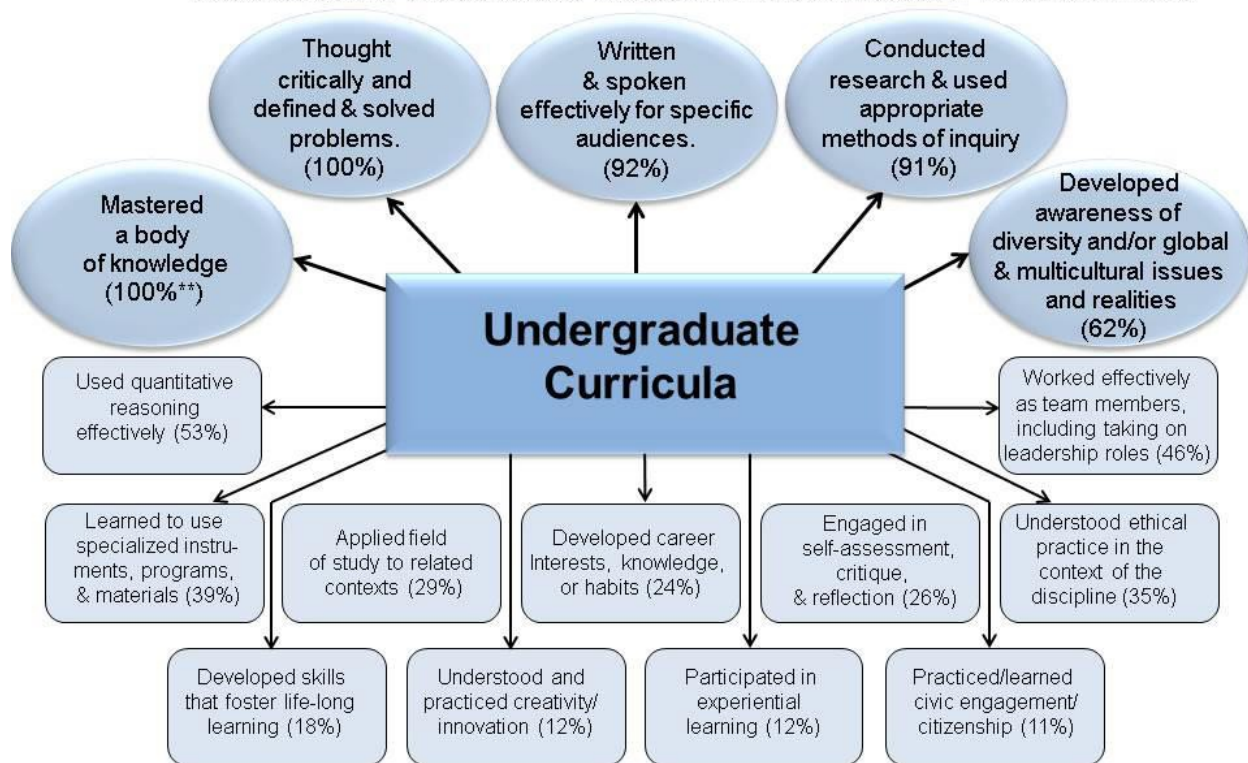 Thought
critically and
defined & solved
problems.
(100%)
Written
& spoken
effectively for specific
audiences.
(92%)
Conducted
research & used
appropriate
methods of inquiry
(91%)
Mastered
a body
of knowledge
(100%**)
Developed
awareness of
diversity and/or global
& multicultural issues
and realities
(62%)
Undergraduate
Curricula
Used quantitative
reasoning
effectively (53%)
Worked effectively
as team members,
including taking on
leadership roles (46%)
Learned to use
specialized instru-
ments, programs,
& materials (39%)
Applied field
of study to related
contexts (29%)
Developed career
Interests, knowledge,
or habits (24%)
Engaged in
self-assessment,
critique,
& reflection (26%)
Understood ethical
practice in the
context of the
discipline (35%)
Developed skills
that foster life-long
learning (18%)
Understood and
practiced creativity/
innovation (12%)
Participated in
experiential
learning (12%)
Practiced/learned
civic engagement/
citizenship (11%)